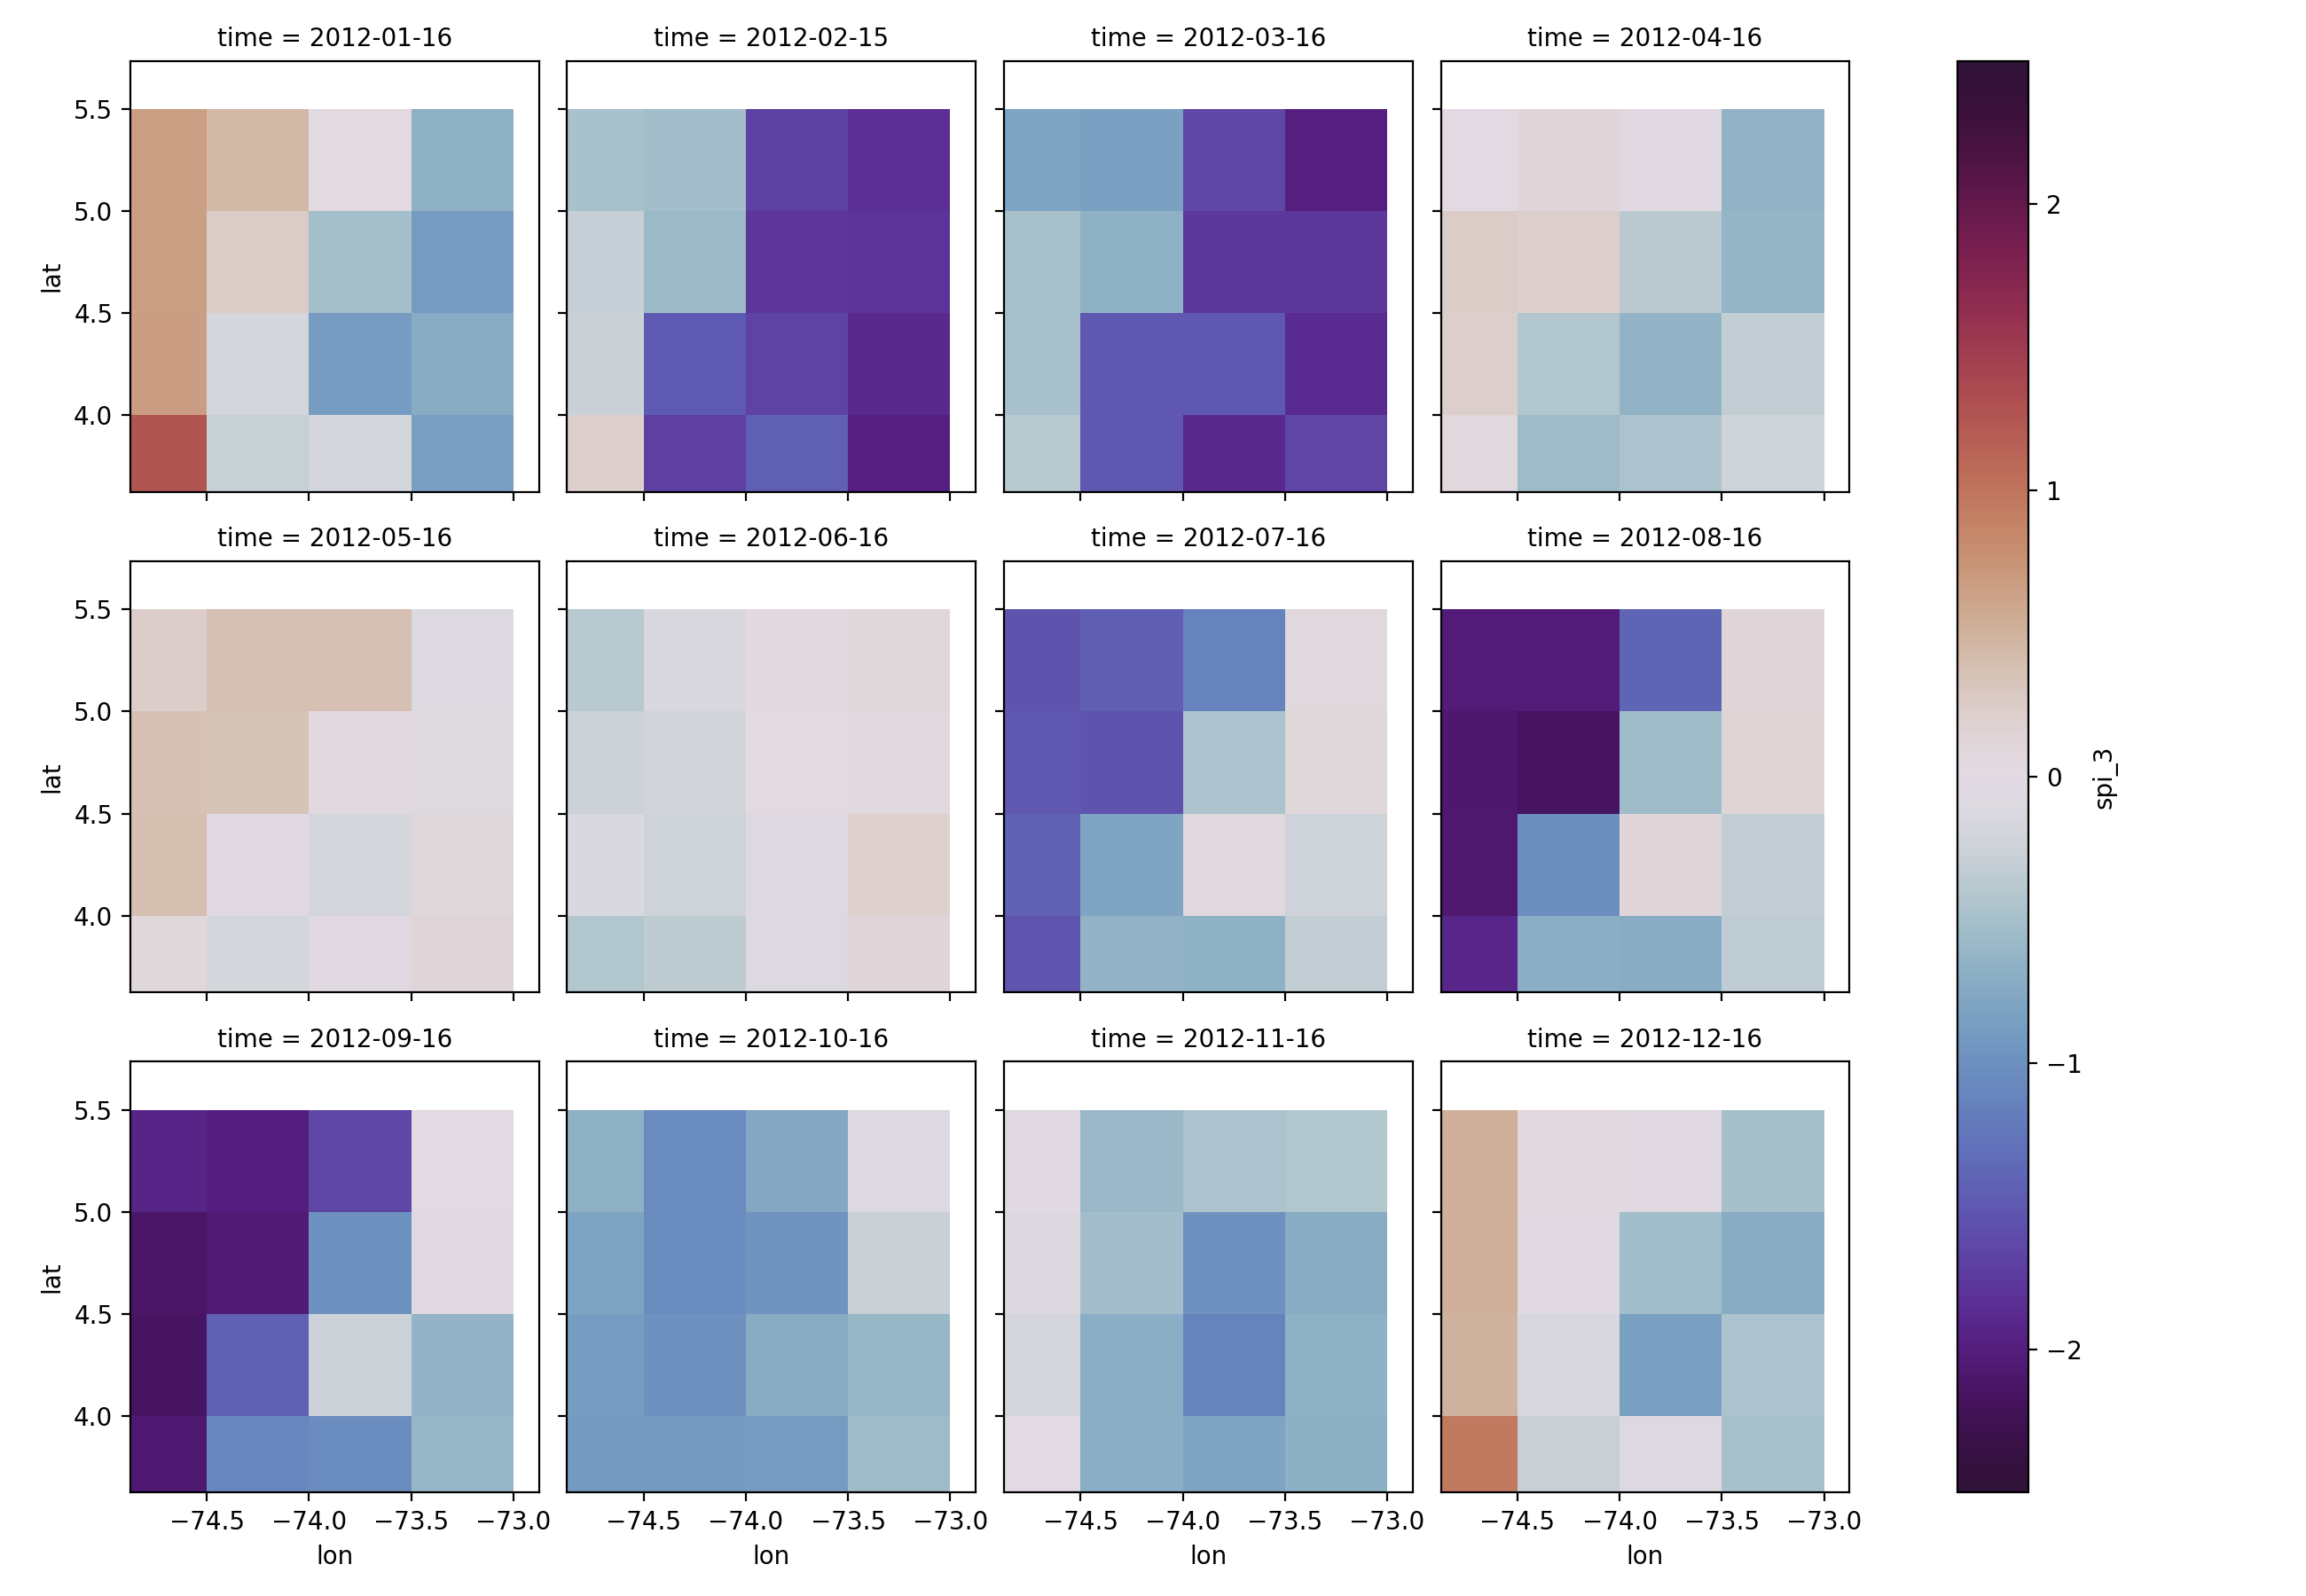 time = 2012-01-16
time = 2012-02-15
time = 2012-03-16
time = 2012-04-16
5.5
5.0
4.5
4.0
lat
time = 2012-05-16
time = 2012-06-16
time = 2012-07-16
time = 2012-08-16
5.5
5.0
4.5
4.0
lat
time = 2012-09-16
time = 2012-10-16
time = 2012-11-16
time = 2012-12-16
5.5
5.0
4.5
4.0
lat
−74.5 −74.0 −73.5 −73.0
−74.5 −74.0 −73.5 −73.0
−74.5 −74.0 −73.5 −73.0
−74.5 −74.0 −73.5 −73.0
lon
lon
lon
lon
2
1
0
−1
−2
spi_3